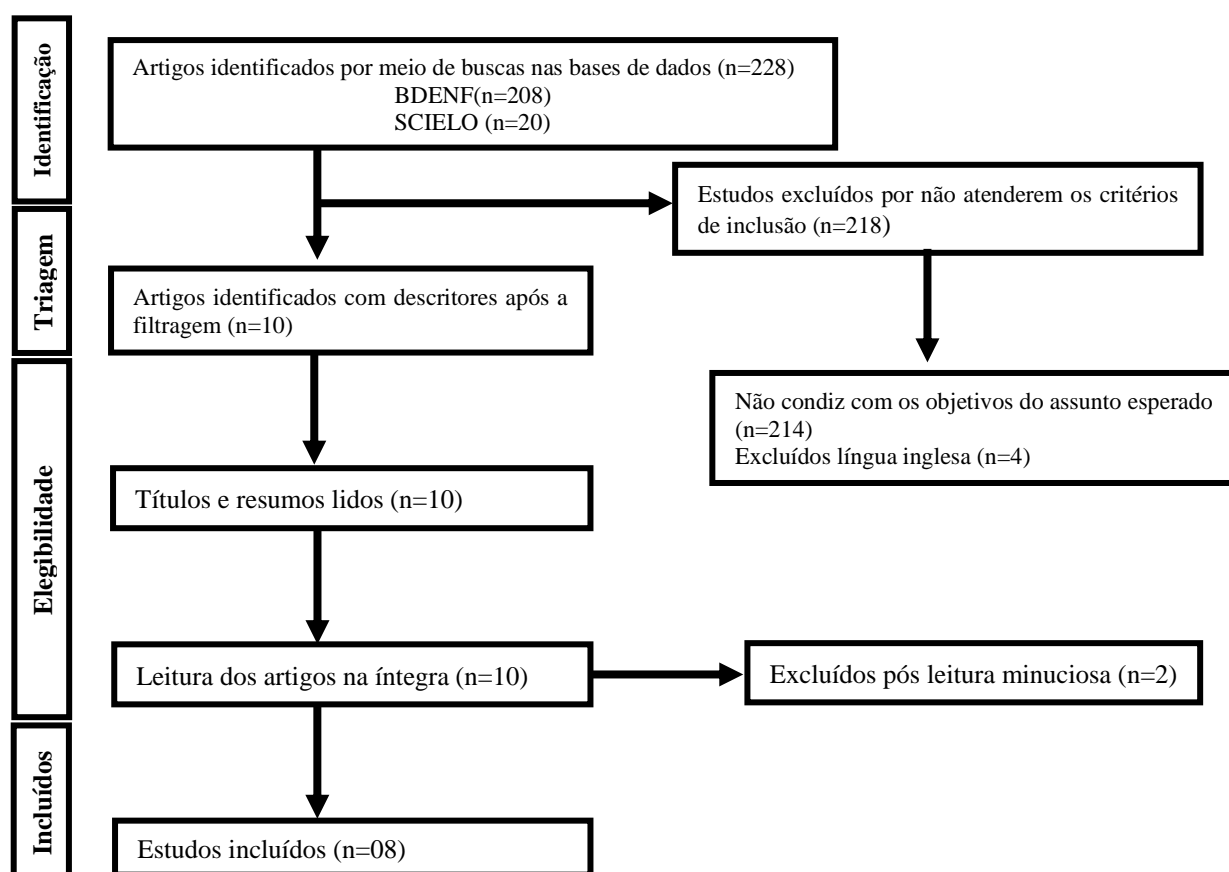 Identificação
Artigos identificados por meio de buscas nas bases de dados (n=228)
BDENF(n=208)
SCIELO (n=20)
Estudos excluídos por não atenderem os critérios
de inclusão (n=218)
Triagem
Artigos identificados com descritores após a
filtragem (n=10)
Não condiz com os objetivos do assunto esperado
(n=214)
Excluídos língua inglesa (n=4)
Elegibilidade
Títulos e resumos lidos (n=10)
Leitura dos artigos na íntegra (n=10)
Excluídos pós leitura minuciosa (n=2)
Incluídos
Estudos incluídos (n=08)